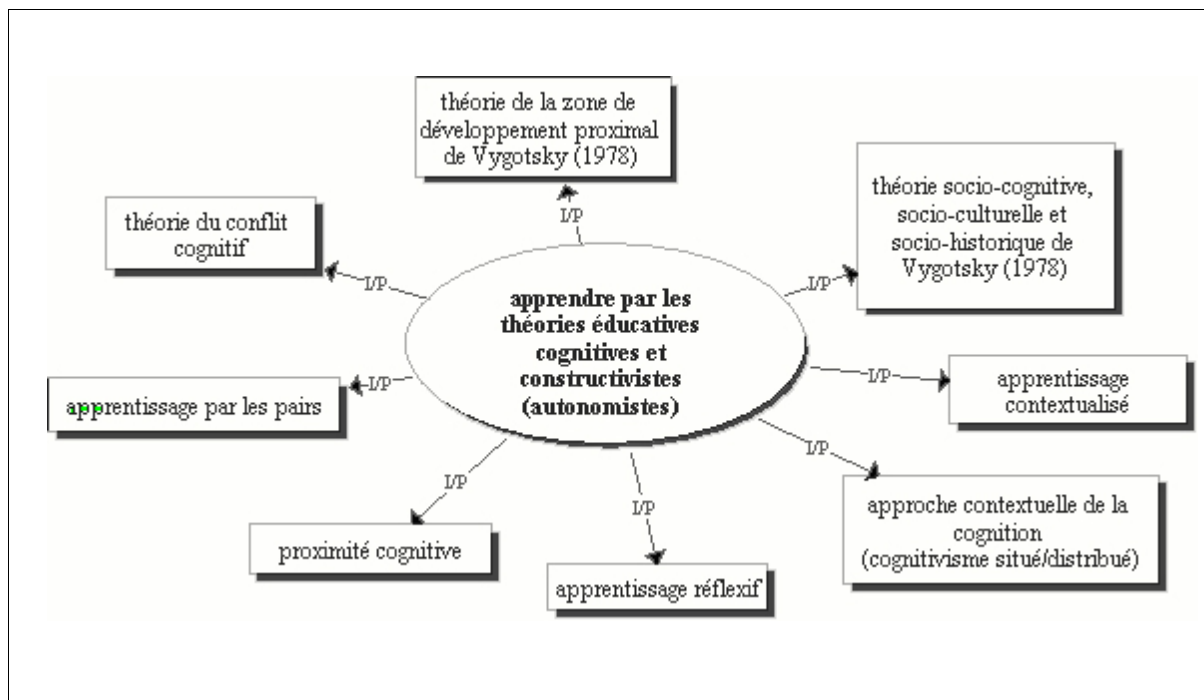 théorie de la zone de
développement proximal
de Vygotsky (1978)
théorie socio-cognitive,
socio-culturelle et
socio-historique de
Vygotsky (1978)
théorie du conflit
cognitif
I/P
I/P
I/P
apprendre par les
théories éducatives
cognitives et
constructivistes
(autonomistes)
I/P
I/P
apprentissage
contextualisé
apprentissage par les pairs
I/P
I/P
I/P
approche contextuelle de la
cognition
(cognitivisme situé/distribué)
proximité cognitive
apprentissage réflexif